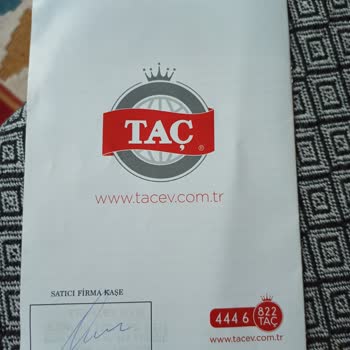 TAÇ
®
www.tacev.com.tr
SATICI FİRMA KAŞE
444 6 822
TAÇ
www.tacev.com.tr